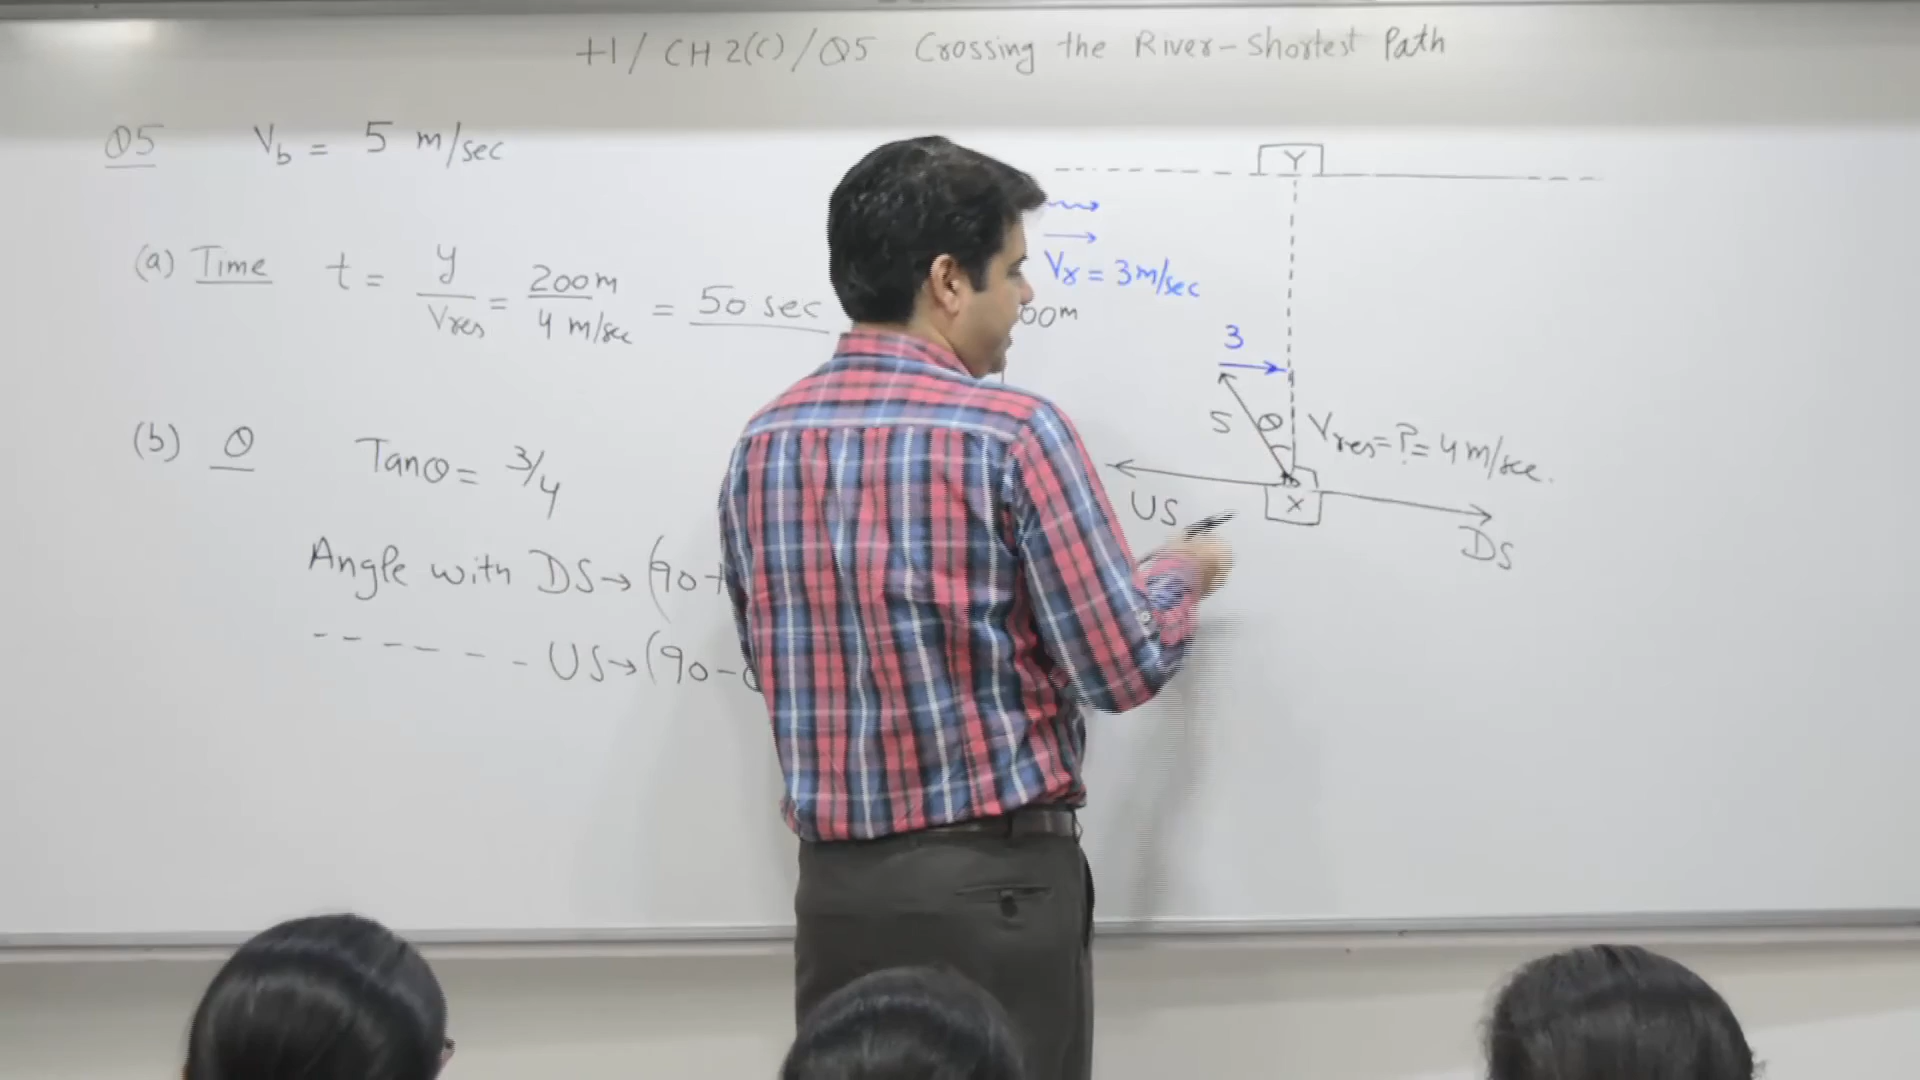 +1/ CH 2(C) / Q5 Crossing the River - Shortest Path
Q5 Vb = 5 m/sec
(a) Time t = y/Vres = 200m/4 m/sec = 50 sec
(b) θ Tanθ = 3/4
Angle with DS → (90+
- - - - - - - US → (90-
Y
Vr = 3m/sec
00m
3
5
θ
Vres = ? = 4 m/sec.
US
X
DS